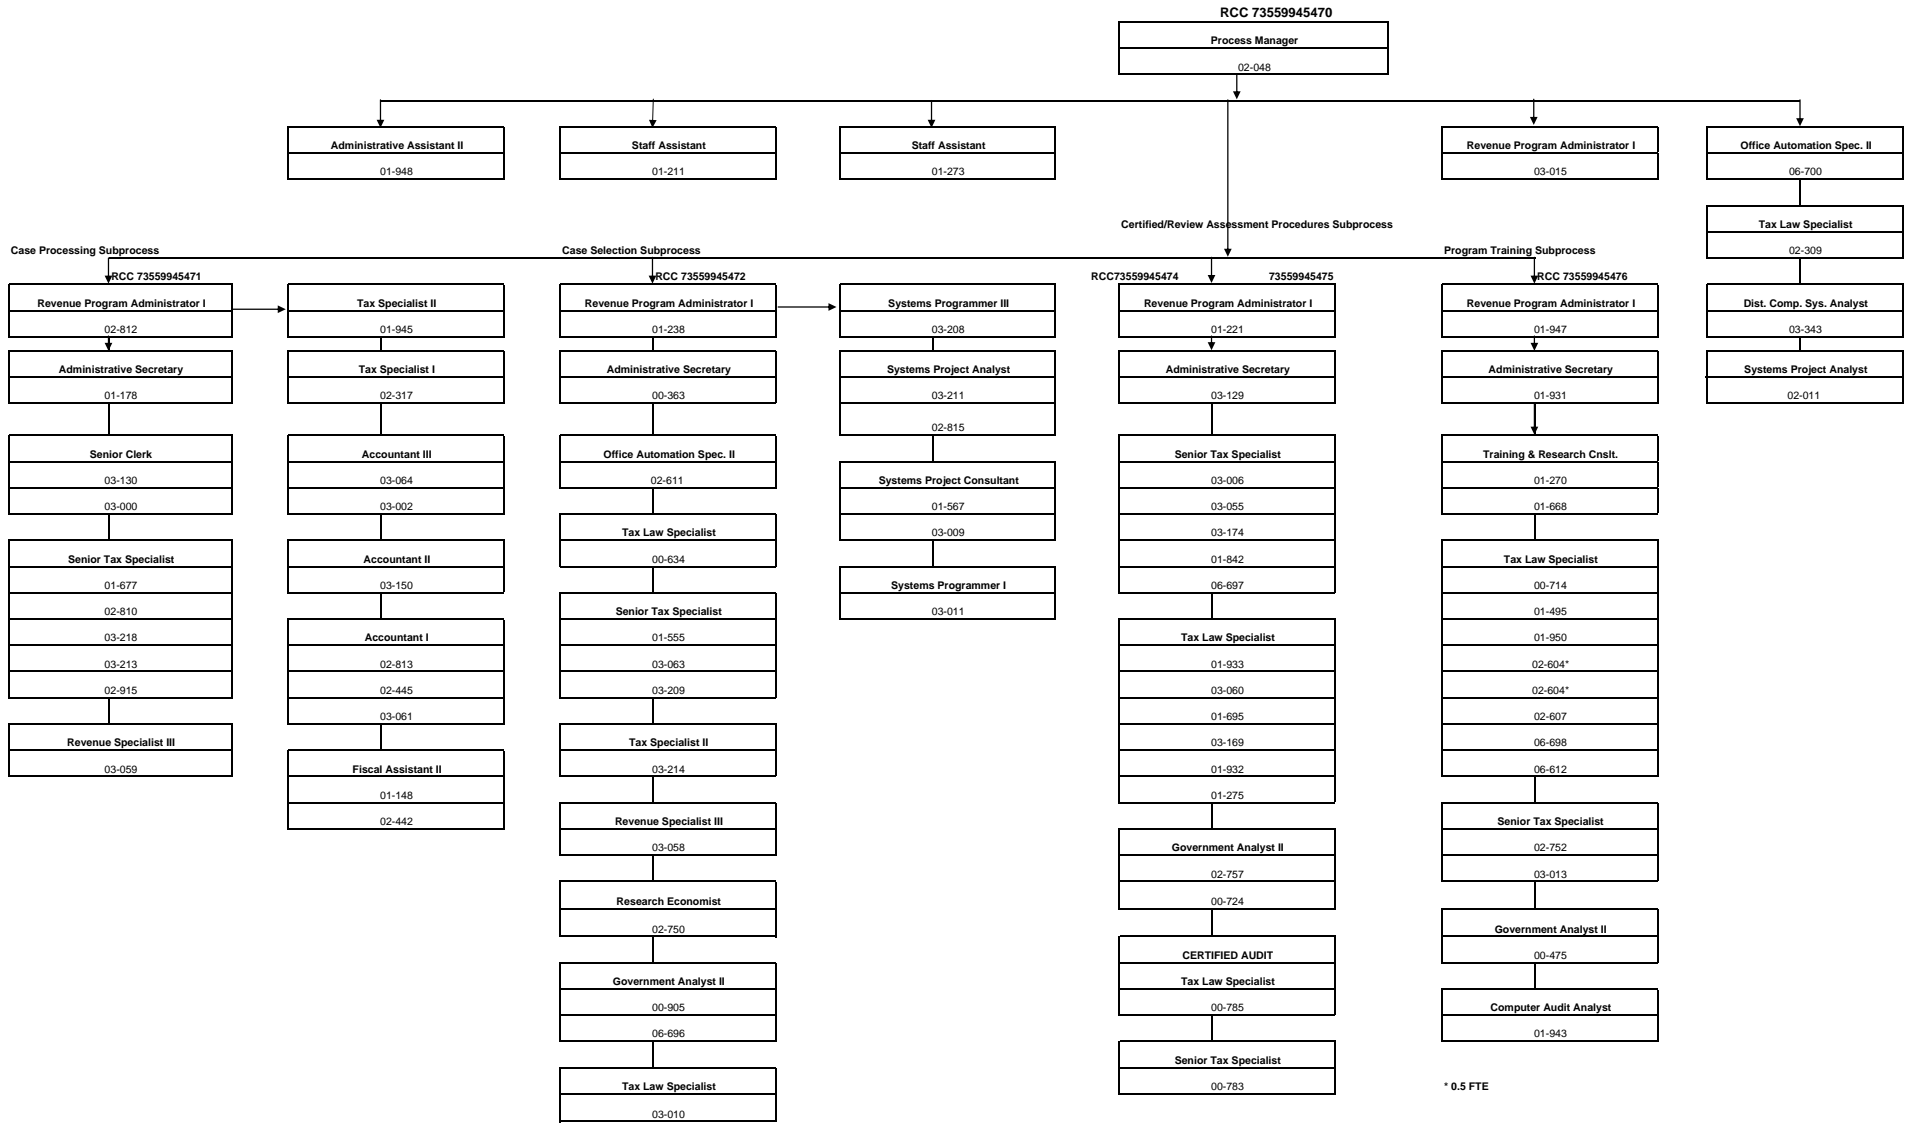 RCC 73559945470
Process Manager
02-048
Administrative Assistant II
01-948
Staff Assistant
01-211
Staff Assistant
01-273
Revenue Program Administrator I
03-015
Office Automation Spec. II
06-700
Tax Law Specialist
02-309
Dist. Comp. Sys. Analyst
03-343
Systems Project Analyst
02-011
Case Processing Subprocess
RCC 73559945471
Revenue Program Administrator I
02-812
Administrative Secretary
01-178
Senior Clerk
03-130
03-000
Senior Tax Specialist
01-677
02-810
03-218
03-213
02-915
Revenue Specialist III
03-059
Tax Specialist II
01-945
Tax Specialist I
02-317
Accountant III
03-064
03-002
Accountant II
03-150
Accountant I
02-813
02-445
03-061
Fiscal Assistant II
01-148
02-442
Case Selection Subprocess
RCC 73559945472
Revenue Program Administrator I
01-238
Administrative Secretary
00-363
Office Automation Spec. II
02-611
Tax Law Specialist
00-634
Senior Tax Specialist
01-555
03-063
03-209
Tax Specialist II
03-214
Revenue Specialist III
03-058
Research Economist
02-750
Government Analyst II
00-905
06-696
Tax Law Specialist
03-010
Systems Programmer III
03-208
Systems Project Analyst
03-211
02-815
Systems Project Consultant
01-567
03-009
Systems Programmer I
03-011
Certified/Review Assessment Procedures Subprocess
RCC73559945474 73559945475
Revenue Program Administrator I
01-221
Administrative Secretary
03-129
Senior Tax Specialist
03-006
03-055
03-174
01-842
06-697
Tax Law Specialist
01-933
03-060
01-695
03-169
01-932
01-275
Government Analyst II
02-757
00-724
CERTIFIED AUDIT
Tax Law Specialist
00-785
Senior Tax Specialist
00-783
Program Training Subprocess
RCC 73559945476
Revenue Program Administrator I
01-947
Administrative Secretary
01-931
Training & Research Cnslt.
01-270
01-668
Tax Law Specialist
00-714
01-495
01-950
02-604*
02-604*
02-607
06-698
06-612
Senior Tax Specialist
02-752
03-013
Government Analyst II
00-475
Computer Audit Analyst
01-943
* 0.5 FTE